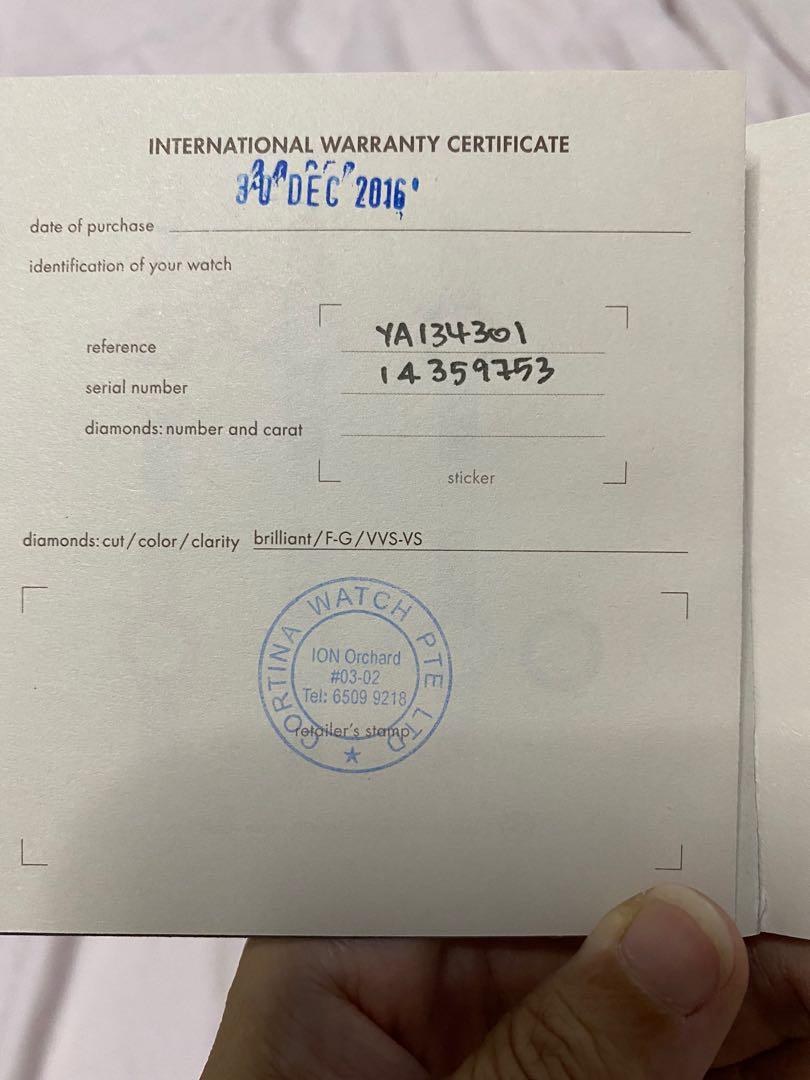 INTERNATIONAL WARRANTY CERTIFICATE
30 DEC 2016
date of purchase
identification of your watch
reference YA134301
serial number 14359753
diamonds: number and carat
sticker
diamonds: cut/color/clarity brilliant/F-G/VVS-VS
CORTINA WATCH PTE LTD
ION Orchard
#03-02
Tel: 6509 9218
retailer's stamp